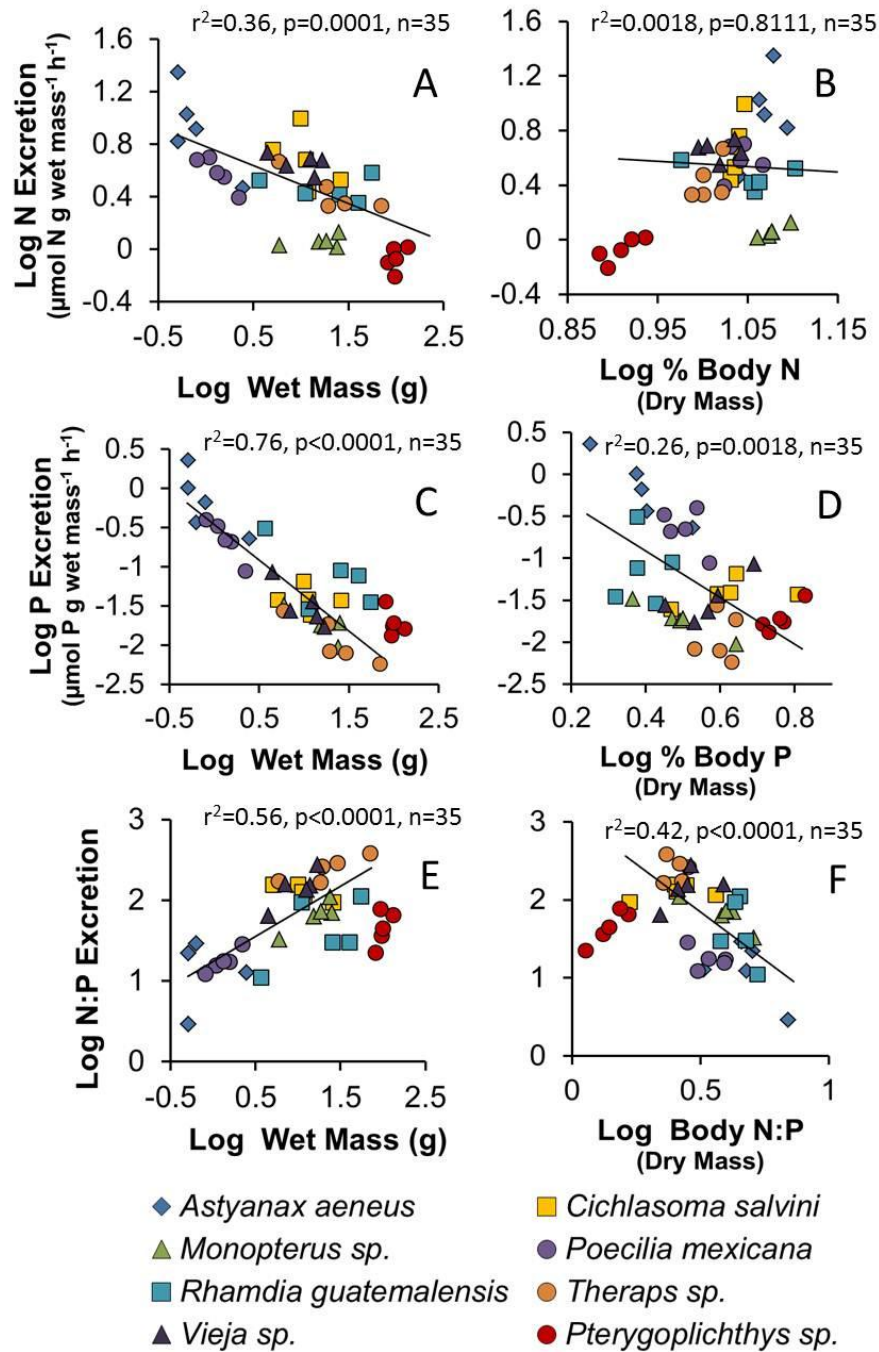 r²=0.36, p=0.0001, n=35
r²=0.0018, p=0.8111, n=35
Log N Excretion
(µmol N g wet mass⁻¹ h⁻¹)
1.6
1.2
0.8
0.4
0
-0.4
A
-0.5 0.5 1.5 2.5
Log Wet Mass (g)
1.6
1.2
0.8
0.4
0
-0.4
B
0.85 0.95 1.05 1.15
Log % Body N
(Dry Mass)
r²=0.76, p<0.0001, n=35
r²=0.26, p=0.0018, n=35
Log P Excretion
(µmol P g wet mass⁻¹ h⁻¹)
0.5
0
-0.5
-1
-1.5
-2
-2.5
C
-0.5 0.5 1.5 2.5
Log Wet Mass (g)
0.5
0
-0.5
-1
-1.5
-2
-2.5
D
0.2 0.4 0.6 0.8
Log % Body P
(Dry Mass)
r²=0.56, p<0.0001, n=35
r²=0.42, p<0.0001, n=35
Log N:P Excretion
3
2
1
0
E
-0.5 0.5 1.5 2.5
Log Wet Mass (g)
3
2
1
0
F
0 0.5 1
Log Body N:P
(Dry Mass)
Astyanax aeneus
Cichlasoma salvini
Monopterus sp.
Poecilia mexicana
Rhamdia guatemalensis
Theraps sp.
Vieja sp.
Pterygoplichthys sp.